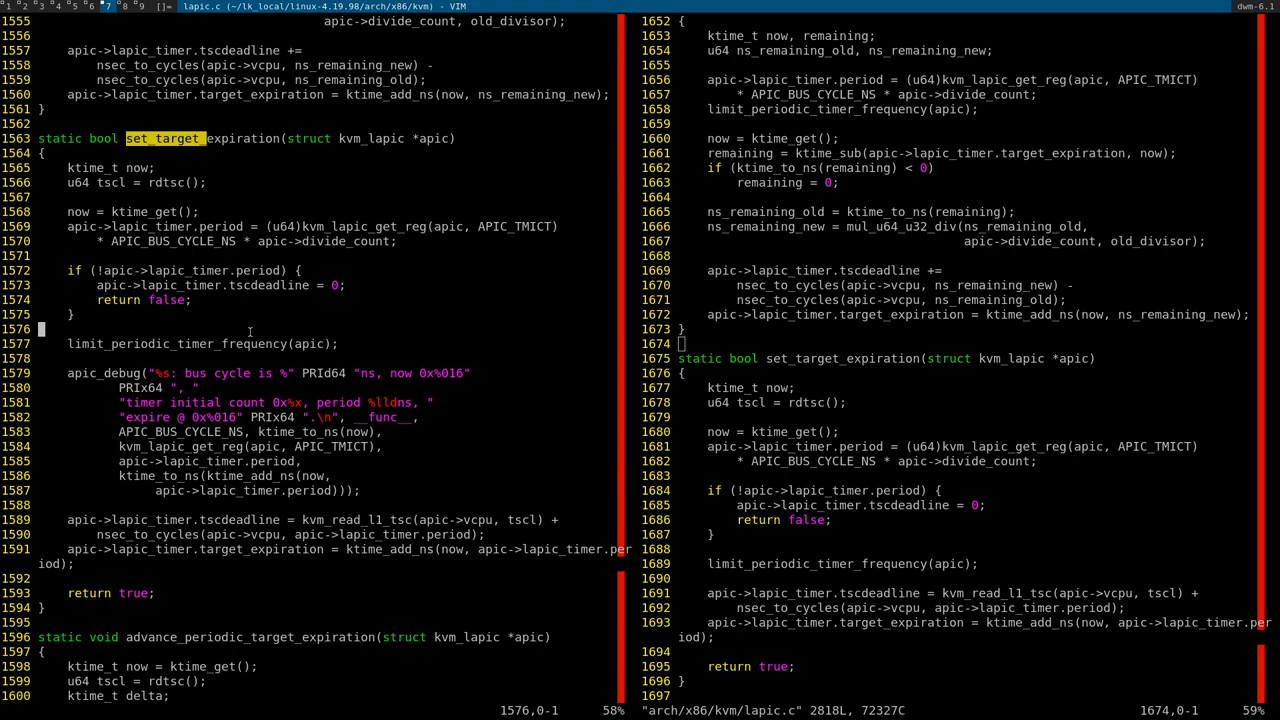 1 2 3 4 5 6 7 8 9 []= lapic.c (~/lk_local/linux-4.19.98/arch/x86/kvm) - VIM dwm-6.1
1555 apic->divide_count, old_divisor);
1556
1557 apic->lapic_timer.tscdeadline +=
1558 nsec_to_cycles(apic->vcpu, ns_remaining_new) -
1559 nsec_to_cycles(apic->vcpu, ns_remaining_old);
1560 apic->lapic_timer.target_expiration = ktime_add_ns(now, ns_remaining_new);
1561 }
1562
1563 static bool set_target_expiration(struct kvm_lapic *apic)
1564 {
1565 ktime_t now;
1566 u64 tscl = rdtsc();
1567
1568 now = ktime_get();
1569 apic->lapic_timer.period = (u64)kvm_lapic_get_reg(apic, APIC_TMICT)
1570 * APIC_BUS_CYCLE_NS * apic->divide_count;
1571
1572 if (!apic->lapic_timer.period) {
1573 apic->lapic_timer.tscdeadline = 0;
1574 return false;
1575 }
1576
1577 limit_periodic_timer_frequency(apic);
1578
1579 apic_debug("%s: bus cycle is %" PRId64 "ns, now 0x%016"
1580 PRIx64 ", "
1581 "timer initial count 0x%x, period %lldns, "
1582 "expire @ 0x%016" PRIx64 ".\n", __func__,
1583 APIC_BUS_CYCLE_NS, ktime_to_ns(now),
1584 kvm_lapic_get_reg(apic, APIC_TMICT),
1585 apic->lapic_timer.period,
1586 ktime_to_ns(ktime_add_ns(now,
1587 apic->lapic_timer.period)));
1588
1589 apic->lapic_timer.tscdeadline = kvm_read_l1_tsc(apic->vcpu, tscl) +
1590 nsec_to_cycles(apic->vcpu, apic->lapic_timer.period);
1591 apic->lapic_timer.target_expiration = ktime_add_ns(now, apic->lapic_timer.per
iod);
1592
1593 return true;
1594 }
1595
1596 static void advance_periodic_target_expiration(struct kvm_lapic *apic)
1597 {
1598 ktime_t now = ktime_get();
1599 u64 tscl = rdtsc();
1600 ktime_t delta;
1576,0-1 58%
1652 {
1653 ktime_t now, remaining;
1654 u64 ns_remaining_old, ns_remaining_new;
1655
1656 apic->lapic_timer.period = (u64)kvm_lapic_get_reg(apic, APIC_TMICT)
1657 * APIC_BUS_CYCLE_NS * apic->divide_count;
1658 limit_periodic_timer_frequency(apic);
1659
1660 now = ktime_get();
1661 remaining = ktime_sub(apic->lapic_timer.target_expiration, now);
1662 if (ktime_to_ns(remaining) < 0)
1663 remaining = 0;
1664
1665 ns_remaining_old = ktime_to_ns(remaining);
1666 ns_remaining_new = mul_u64_u32_div(ns_remaining_old,
1667 apic->divide_count, old_divisor);
1668
1669 apic->lapic_timer.tscdeadline +=
1670 nsec_to_cycles(apic->vcpu, ns_remaining_new) -
1671 nsec_to_cycles(apic->vcpu, ns_remaining_old);
1672 apic->lapic_timer.target_expiration = ktime_add_ns(now, ns_remaining_new);
1673 }
1674
1675 static bool set_target_expiration(struct kvm_lapic *apic)
1676 {
1677 ktime_t now;
1678 u64 tscl = rdtsc();
1679
1680 now = ktime_get();
1681 apic->lapic_timer.period = (u64)kvm_lapic_get_reg(apic, APIC_TMICT)
1682 * APIC_BUS_CYCLE_NS * apic->divide_count;
1683
1684 if (!apic->lapic_timer.period) {
1685 apic->lapic_timer.tscdeadline = 0;
1686 return false;
1687 }
1688
1689 limit_periodic_timer_frequency(apic);
1690
1691 apic->lapic_timer.tscdeadline = kvm_read_l1_tsc(apic->vcpu, tscl) +
1692 nsec_to_cycles(apic->vcpu, apic->lapic_timer.period);
1693 apic->lapic_timer.target_expiration = ktime_add_ns(now, apic->lapic_timer.per
iod);
1694
1695 return true;
1696 }
1697
"arch/x86/kvm/lapic.c" 2818L, 72327C 1674,0-1 59%